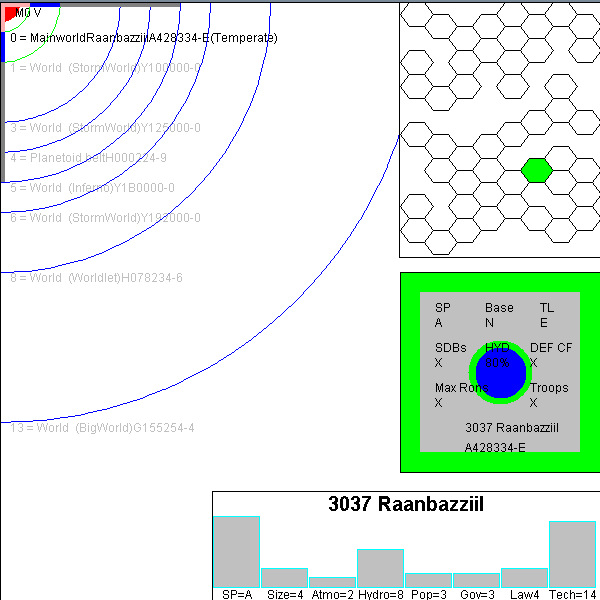 M0 V
0 = MainworldRaanbazziilA428334-E(Temperate)
1 = World  (StormWorld)Y100000-0
3 = World  (StormWorld)Y125000-0
4 = Planetoid beltH000224-9
5 = World  (Inferno)Y1B0000-0
6 = World  (StormWorld)Y192000-0
8 = World  (Worldlet)H078234-6
13 = World  (BigWorld)G155254-4
SP Base TL
A N E
SDBs HYD DEF CF
X 80% X
Max Ron Troops
X X
3037 Raanbazziil
A428334-E
3037 Raanbazziil
SP=A Size=4 Atmo=2 Hydro=8 Pop=3 Gov=3 Law4 Tech=14